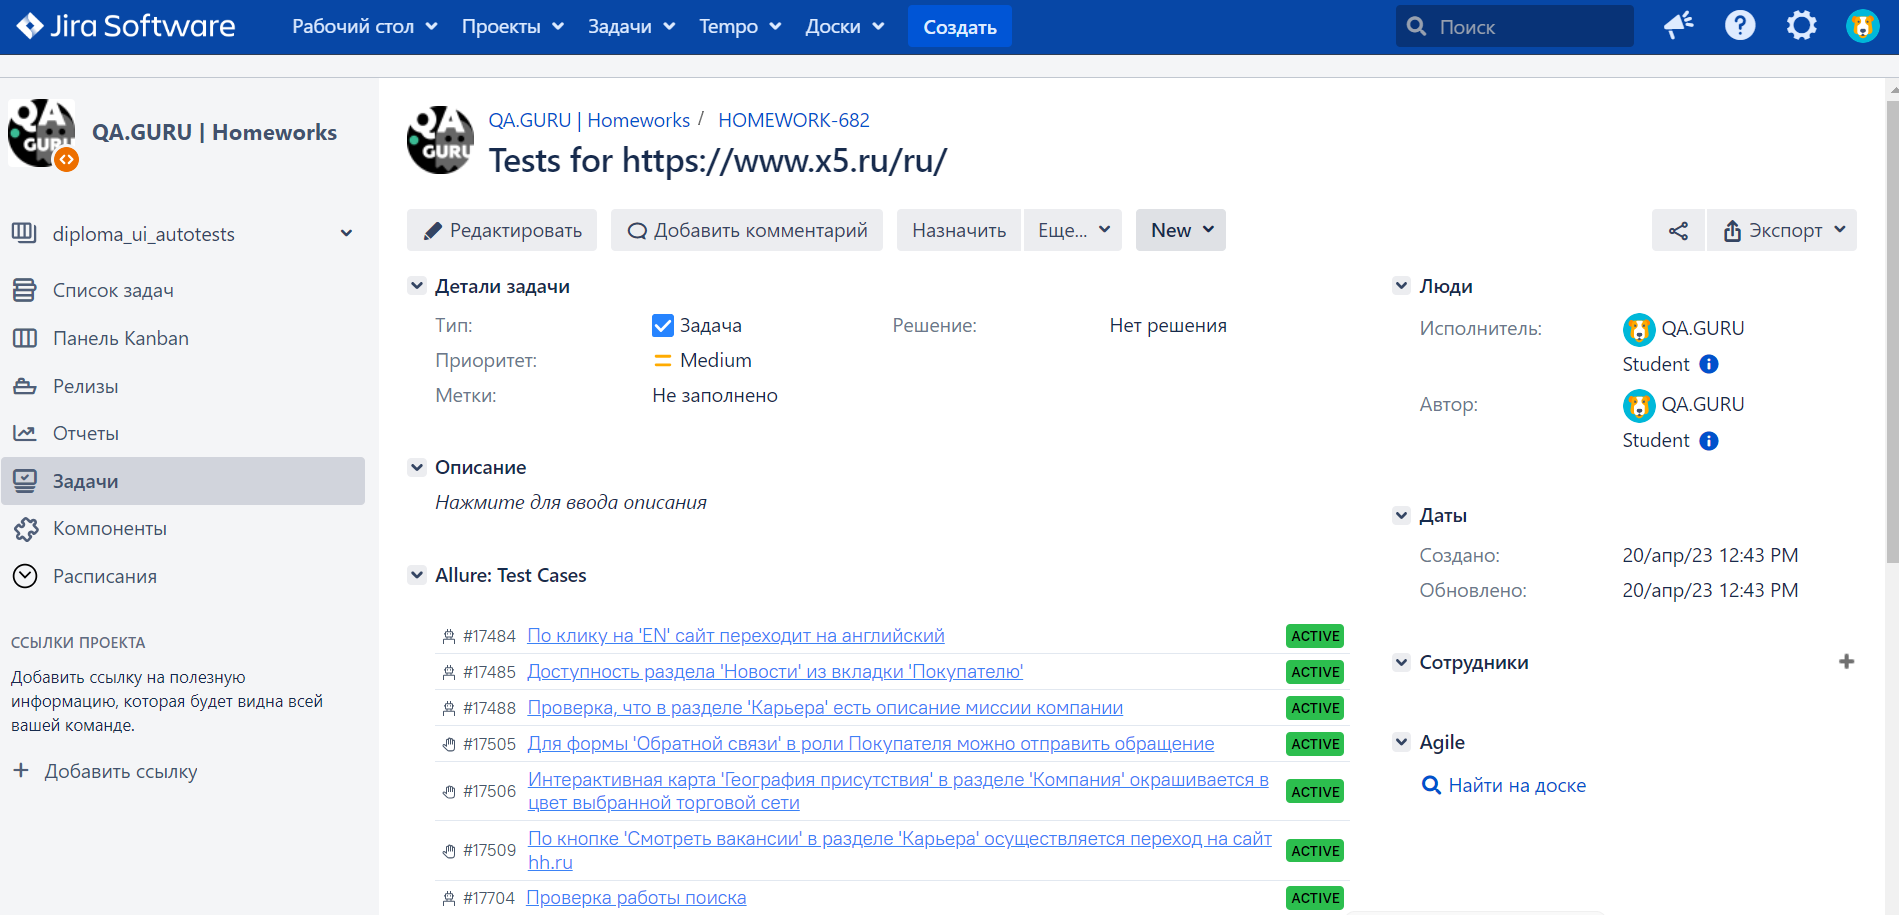 Jira Software
Рабочий стол Проекты Задачи Tempo Доски Создать Поиск
QA GURU
QA.GURU | Homeworks
diploma_ui_autotests
Список задач
Панель Kanban
Релизы
Отчеты
Задачи
Компоненты
Расписания
ССЫЛКИ ПРОЕКТА
Добавить ссылку на полезную
информацию, которая будет видна всей
вашей команде.
+ Добавить ссылку
QA GURU
QA.GURU | Homeworks / HOMEWORK-682
Tests for https://www.x5.ru/ru/
Редактировать Добавить комментарий Назначить Еще... New Экспорт
Детали задачи
Тип: Задача Решение: Нет решения
Приоритет: Medium
Метки: Не заполнено
Описание
Нажмите для ввода описания
Allure: Test Cases
#17484 По клику на 'EN' сайт переходит на английский ACTIVE
#17485 Доступность раздела 'Новости' из вкладки 'Покупателю' ACTIVE
#17488 Проверка, что в разделе 'Карьера' есть описание миссии компании ACTIVE
#17505 Для формы 'Обратной связи' в роли Покупателя можно отправить обращение ACTIVE
#17506 Интерактивная карта 'География присутствия' в разделе 'Компания' окрашивается в
цвет выбранной торговой сети ACTIVE
#17509 По кнопке 'Смотреть вакансии' в разделе 'Карьера' осуществляется переход на сайт
hh.ru ACTIVE
#17704 Проверка работы поиска ACTIVE
Люди
Исполнитель: QA.GURU
Student
Автор: QA.GURU
Student
Даты
Создано: 20/апр/23 12:43 PM
Обновлено: 20/апр/23 12:43 PM
Сотрудники
Agile
Найти на доске